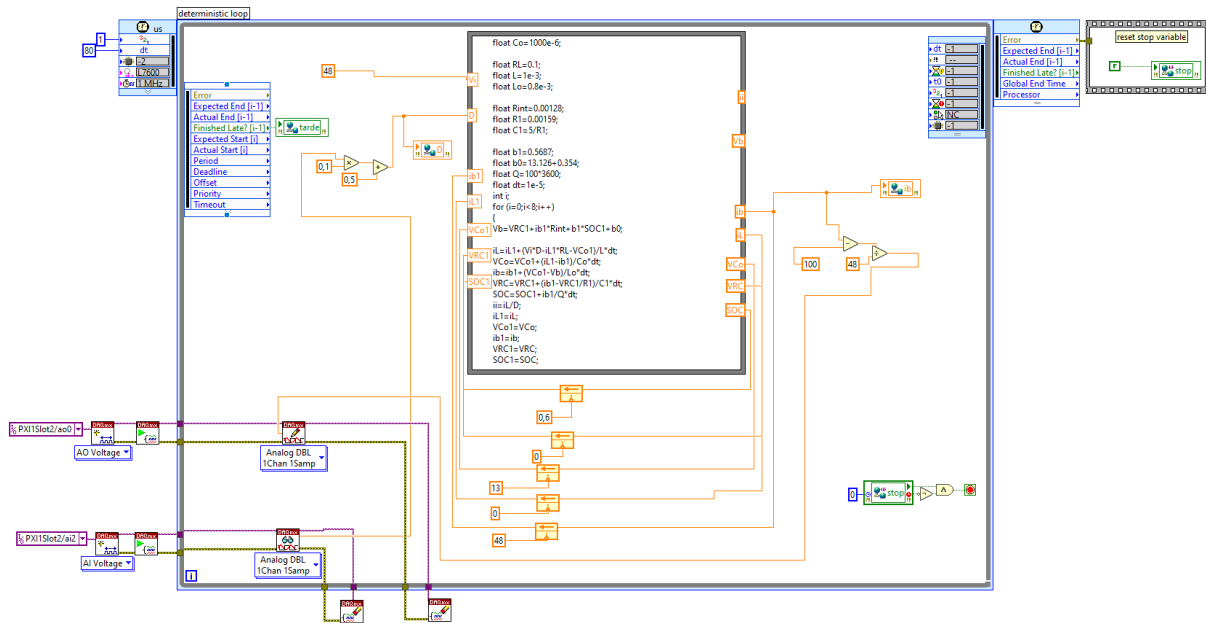 deterministic loop
us
1
dt
80
-2
L7600
1 MHz
Error
Expected End [i-1]
Actual End [i-1]
Finished Late? [i-1]
Expected Start [i]
Actual Start [i]
Period
Deadline
Offset
Priority
Timeout
tarde
48
D
0,1
0,5
Vi
D
ib1
iL1
VCo1
VRC1
SOC1
float Co=1000e-6;
float RL=0.1;
float L=1e-3;
float Lo=0.8e-3;
float Rint=0.00128;
float R1=0.00159;
float C1=5/R1;
float b1=0.5687;
float b0=13.126+0.354;
float Q=100*3600;
float dt=1e-5;
int i;
for (i=0;i<8;i++)
{
Vb=VRC1+ib1*Rint+b1*SOC1+b0;
iL=iL1+(Vi*D-iL1*RL-VCo1)/L*dt;
VCo=VCo1+(iL1-ib1)/Co*dt;
ib=ib1+(VCo1-Vb)/Lo*dt;
VRC=VRC1+(ib1-VRC1/R1)/C1*dt;
SOC=SOC1+ib1/Q*dt;
ii=iL/D;
iL1=iL;
VCo1=VCo;
ib1=ib;
VRC1=VRC;
SOC1=SOC;
ii
Vb
ib
iL
VCo
VRC
SOC
ib
100
48
dt -1
--
-1
t0 -1
-1
-1
NC
-1
Error
Expected End [i-1]
Actual End [i-1]
Finished Late? [i-1]
Global End Time
Processor
reset stop variable
F
stop
0,6
0
13
0
48
0
stop
PXI1Slot2/ao0
AO Voltage
DAQmx
DAQmx
DAQmx
Analog DBL
1Chan 1Samp
PXI1Slot2/ai2
AI Voltage
DAQmx
DAQmx
DAQmx
Analog DBL
1Chan 1Samp
i
DAQmx
DAQmx